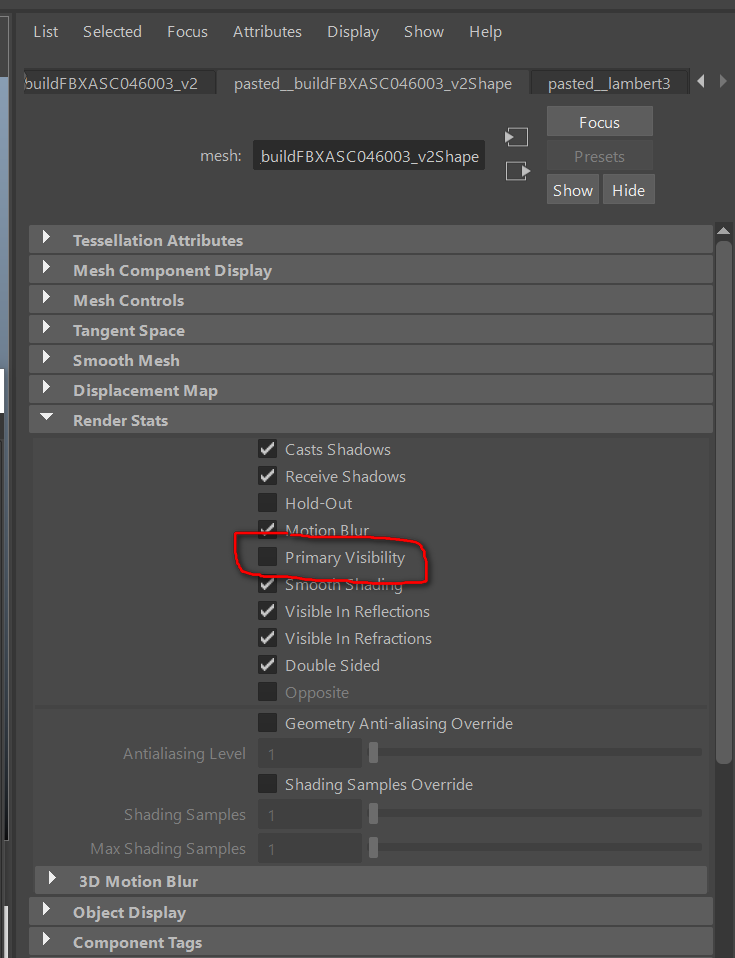 List Selected Focus Attributes Display Show Help
buildFBXASC046003_v2 pasted__buildFBXASC046003_v2Shape pasted__lambert3
Focus
mesh: _buildFBXASC046003_v2Shape
Presets
Show Hide
Tessellation Attributes
Mesh Component Display
Mesh Controls
Tangent Space
Smooth Mesh
Displacement Map
Render Stats
Casts Shadows
Receive Shadows
Hold-Out
Motion Blur
Primary Visibility
Smooth Shading
Visible In Reflections
Visible In Refractions
Double Sided
Opposite
Geometry Anti-aliasing Override
Antialiasing Level 1
Shading Samples Override
Shading Samples 1
Max Shading Samples 1
3D Motion Blur
Object Display
Component Tags